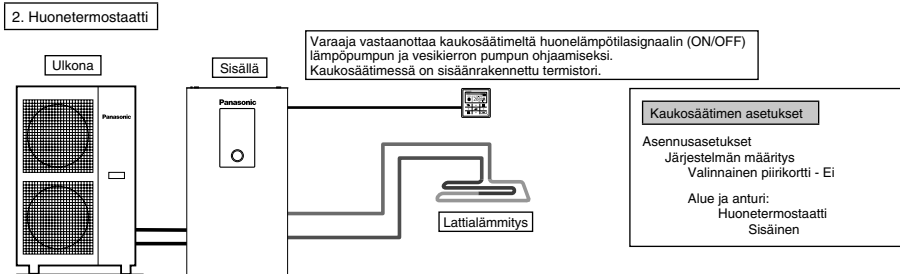 2. Huonetermostaatti
Varaaja vastaanottaa kaukosäätimeltä huonelämpötilasignaalin (ON/OFF)
lämpöpumpun ja vesikierron pumpun ohjaamiseksi.
Kaukosäätimessä on sisäänrakennettu termistori.
Ulkona
Sisällä
Panasonic
Panasonic
Lattialämmitys
Kaukosäätimen asetukset
Asennusasetukset
Järjestelmän määritys
Valinnainen piirikortti - Ei
Alue ja anturi:
Huonetermostaatti
Sisäinen